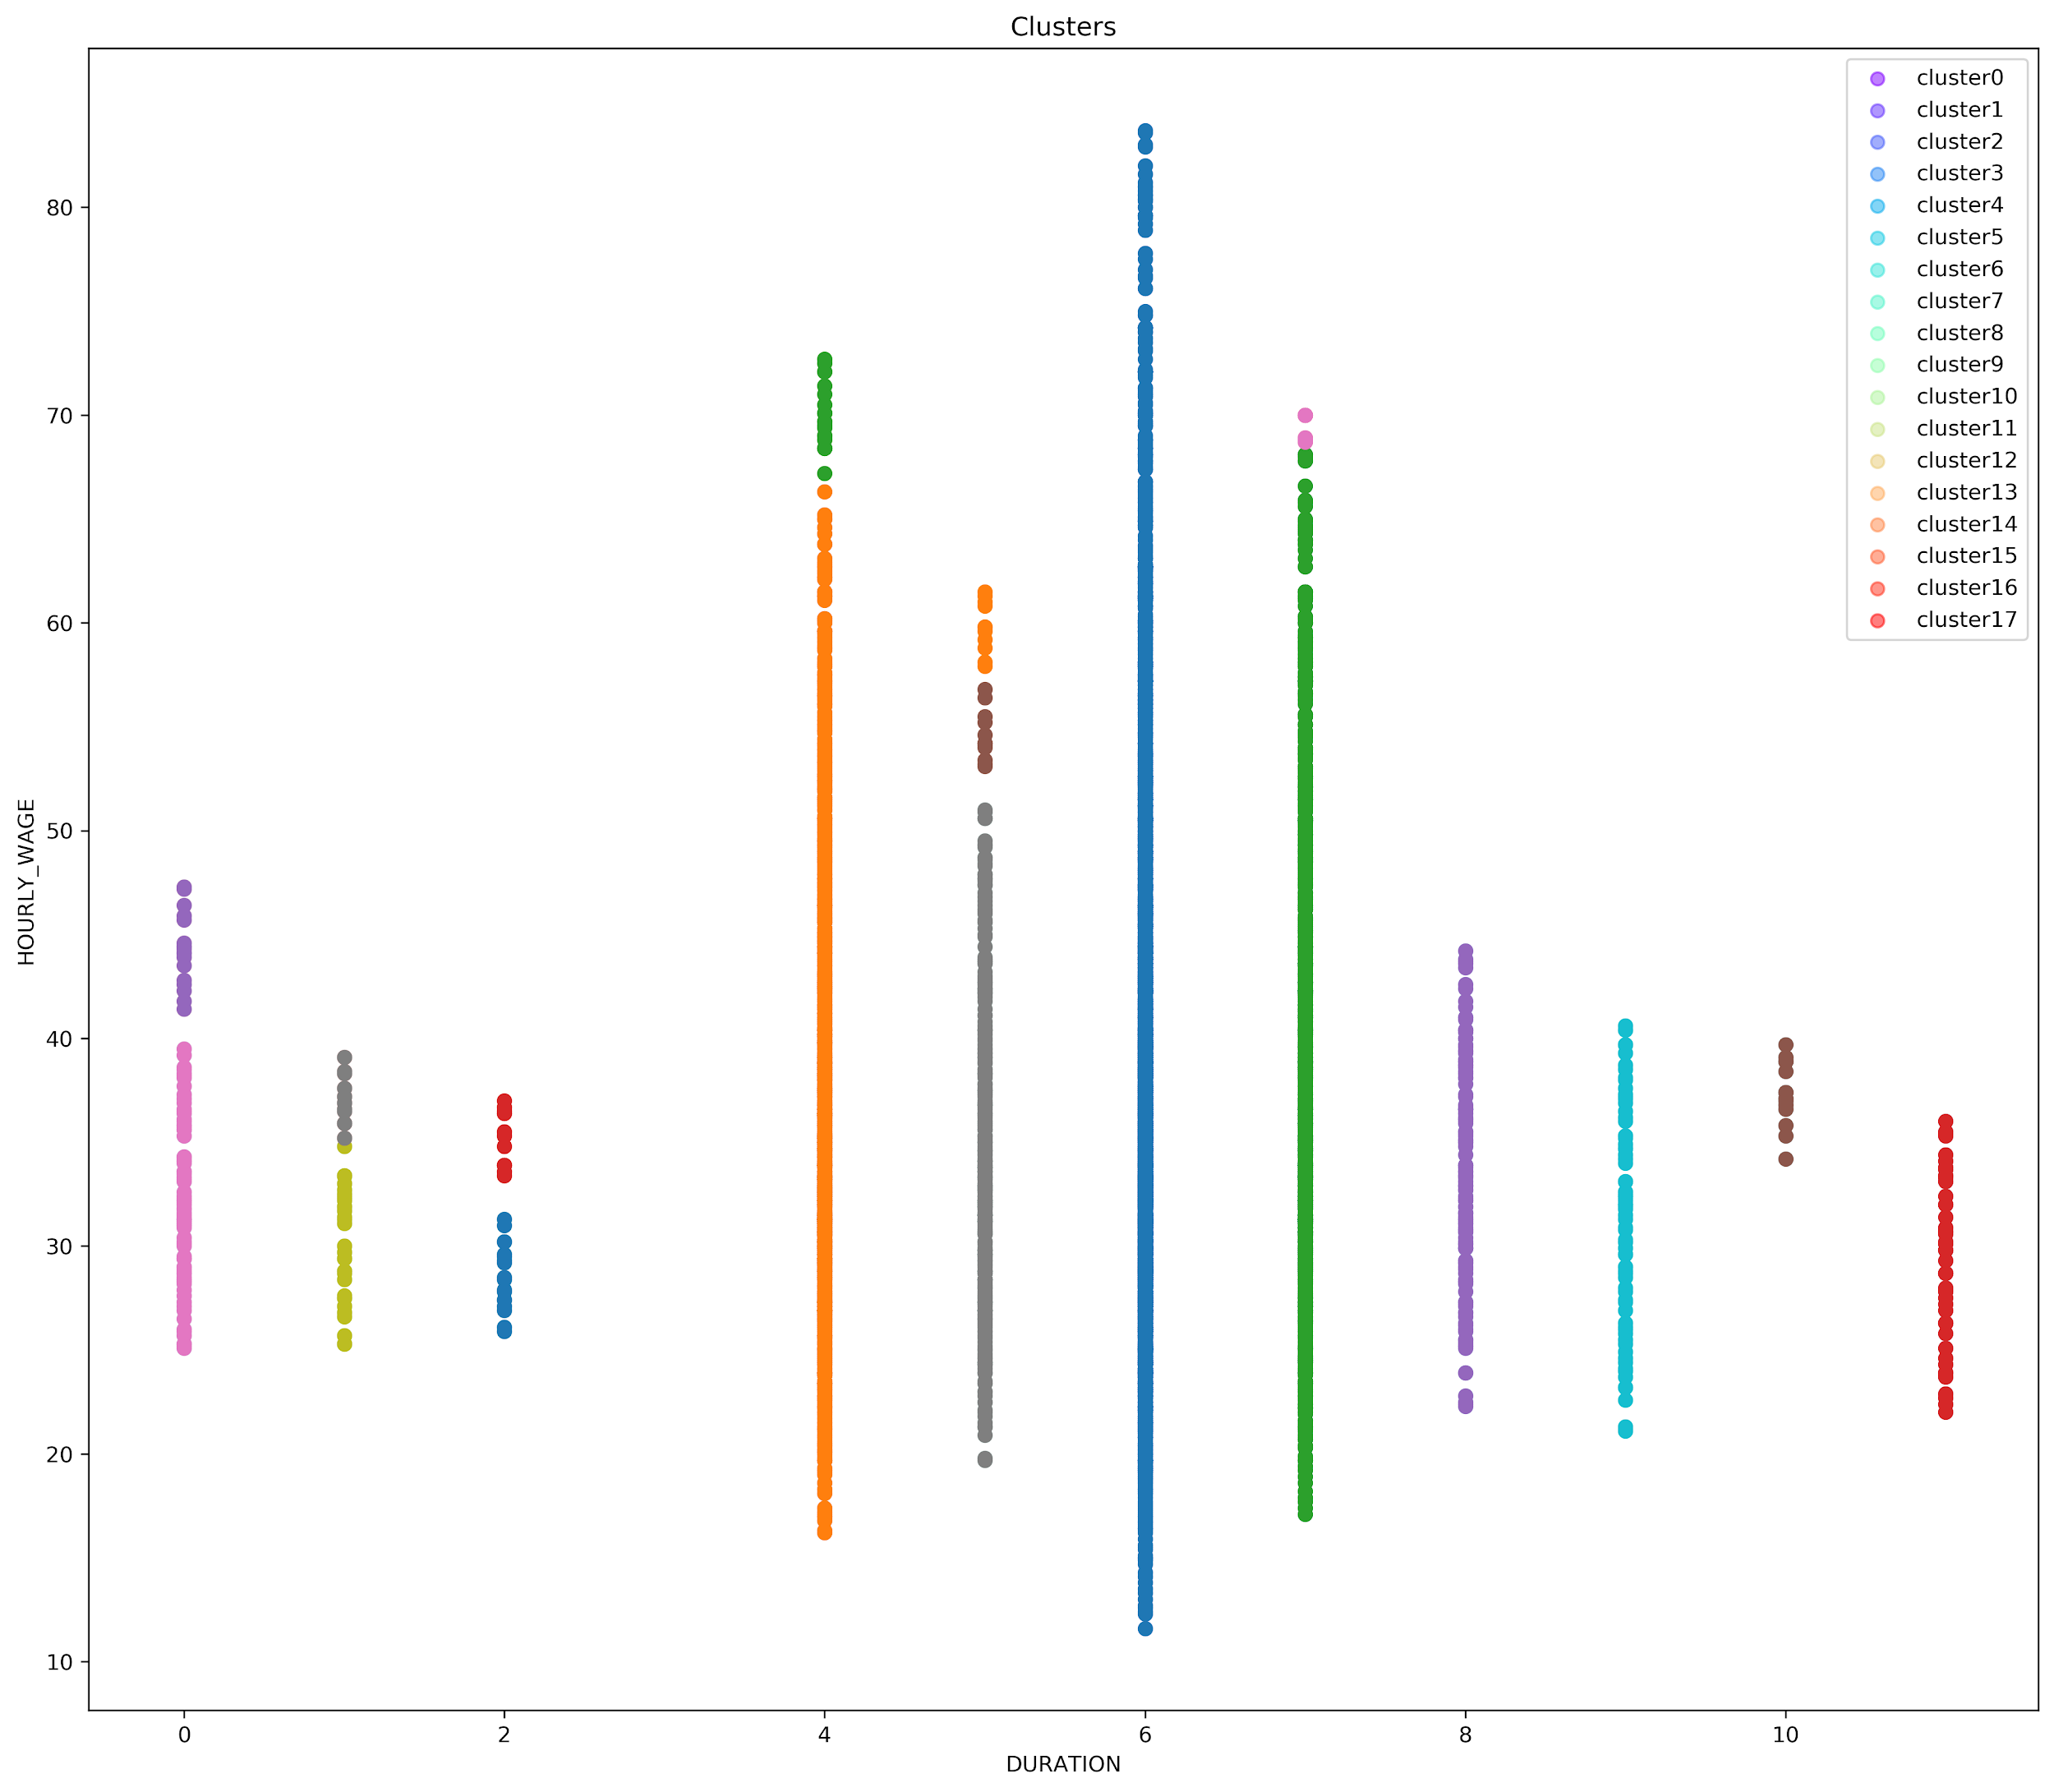 Clusters
cluster0
cluster1
cluster2
cluster3
cluster4
cluster5
cluster6
cluster7
cluster8
cluster9
cluster10
cluster11
cluster12
cluster13
cluster14
cluster15
cluster16
cluster17
80
70
60
50
40
30
20
10
HOURLY_WAGE
0 2 4 6 8 10
DURATION